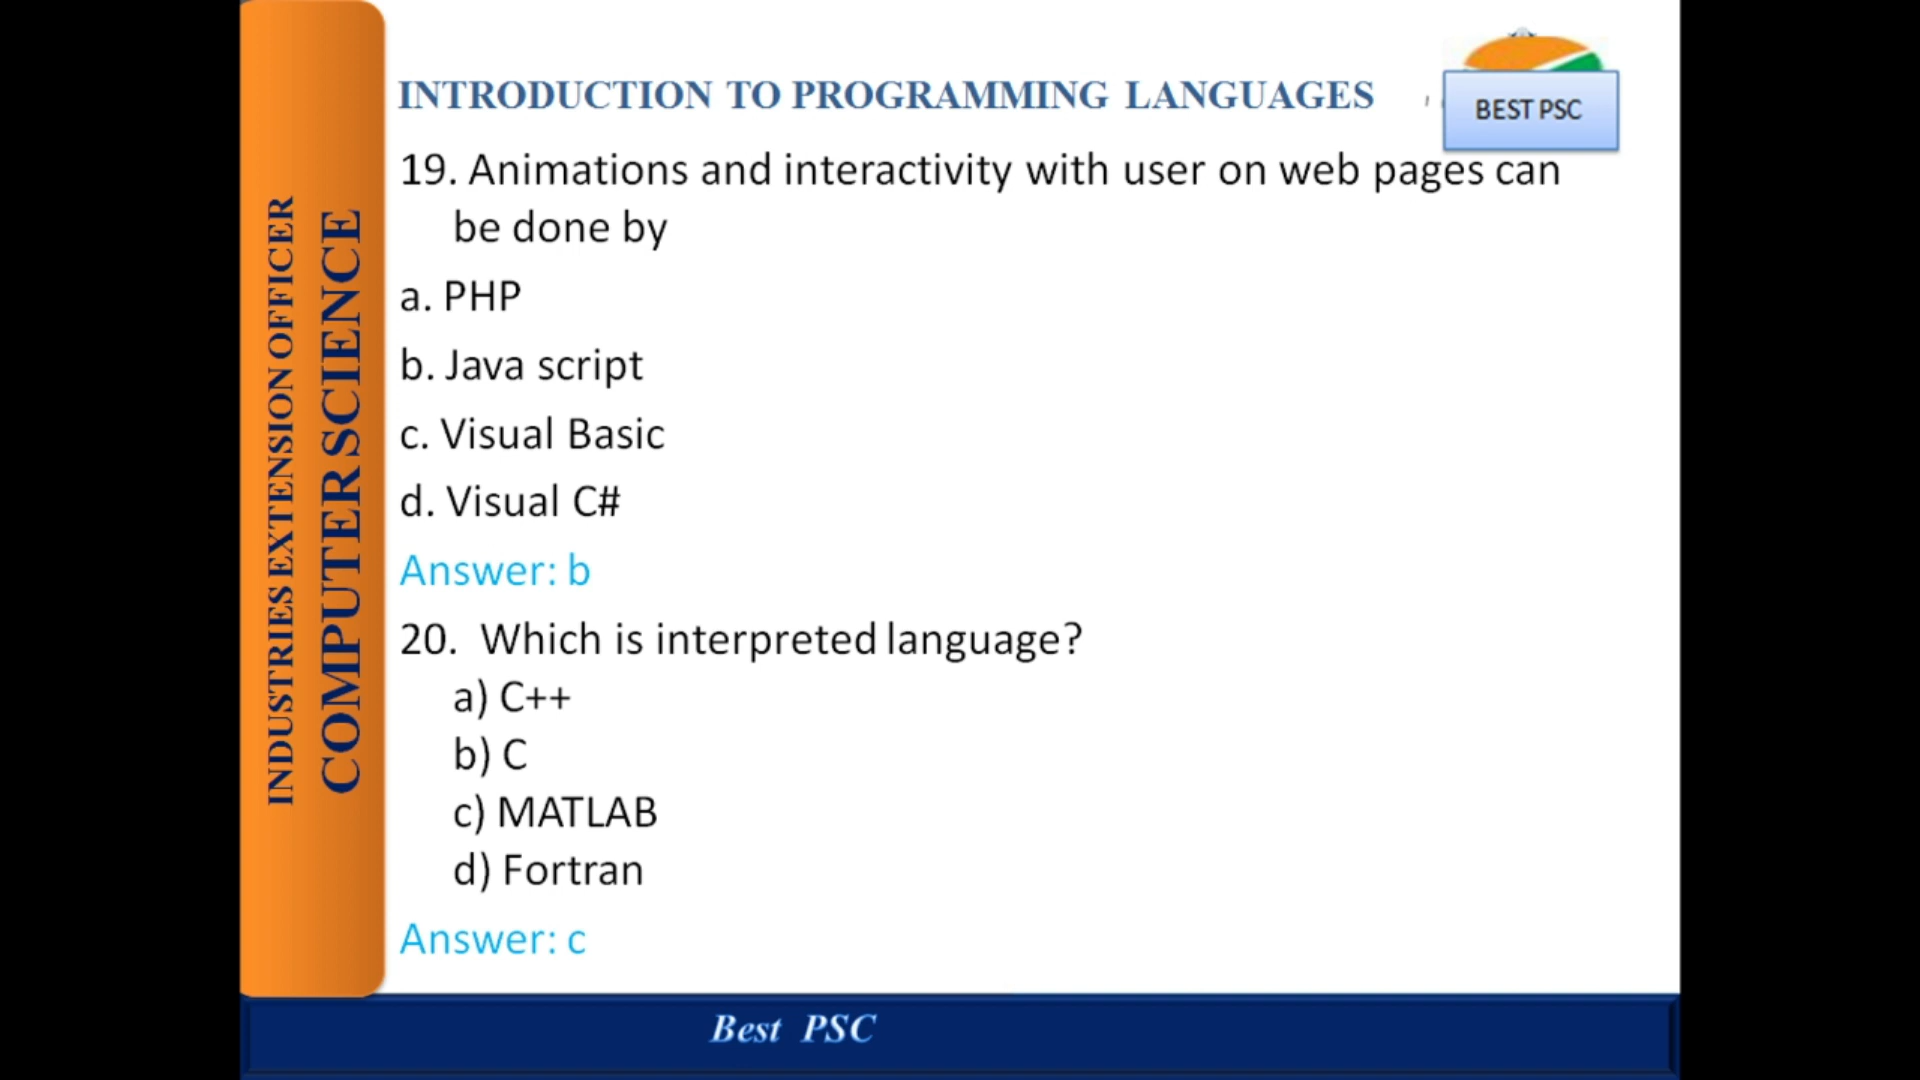 INTRODUCTION TO PROGRAMMING LANGUAGES
BEST PSC
19. Animations and interactivity with user on web pages can
be done by
a. PHP
b. Java script
c. Visual Basic
d. Visual C#
Answer: b
20. Which is interpreted language?
a) C++
b) C
c) MATLAB
d) Fortran
Answer: c
INDUSTRIES EXTENSION OFFICER
COMPUTER SCIENCE
Best PSC